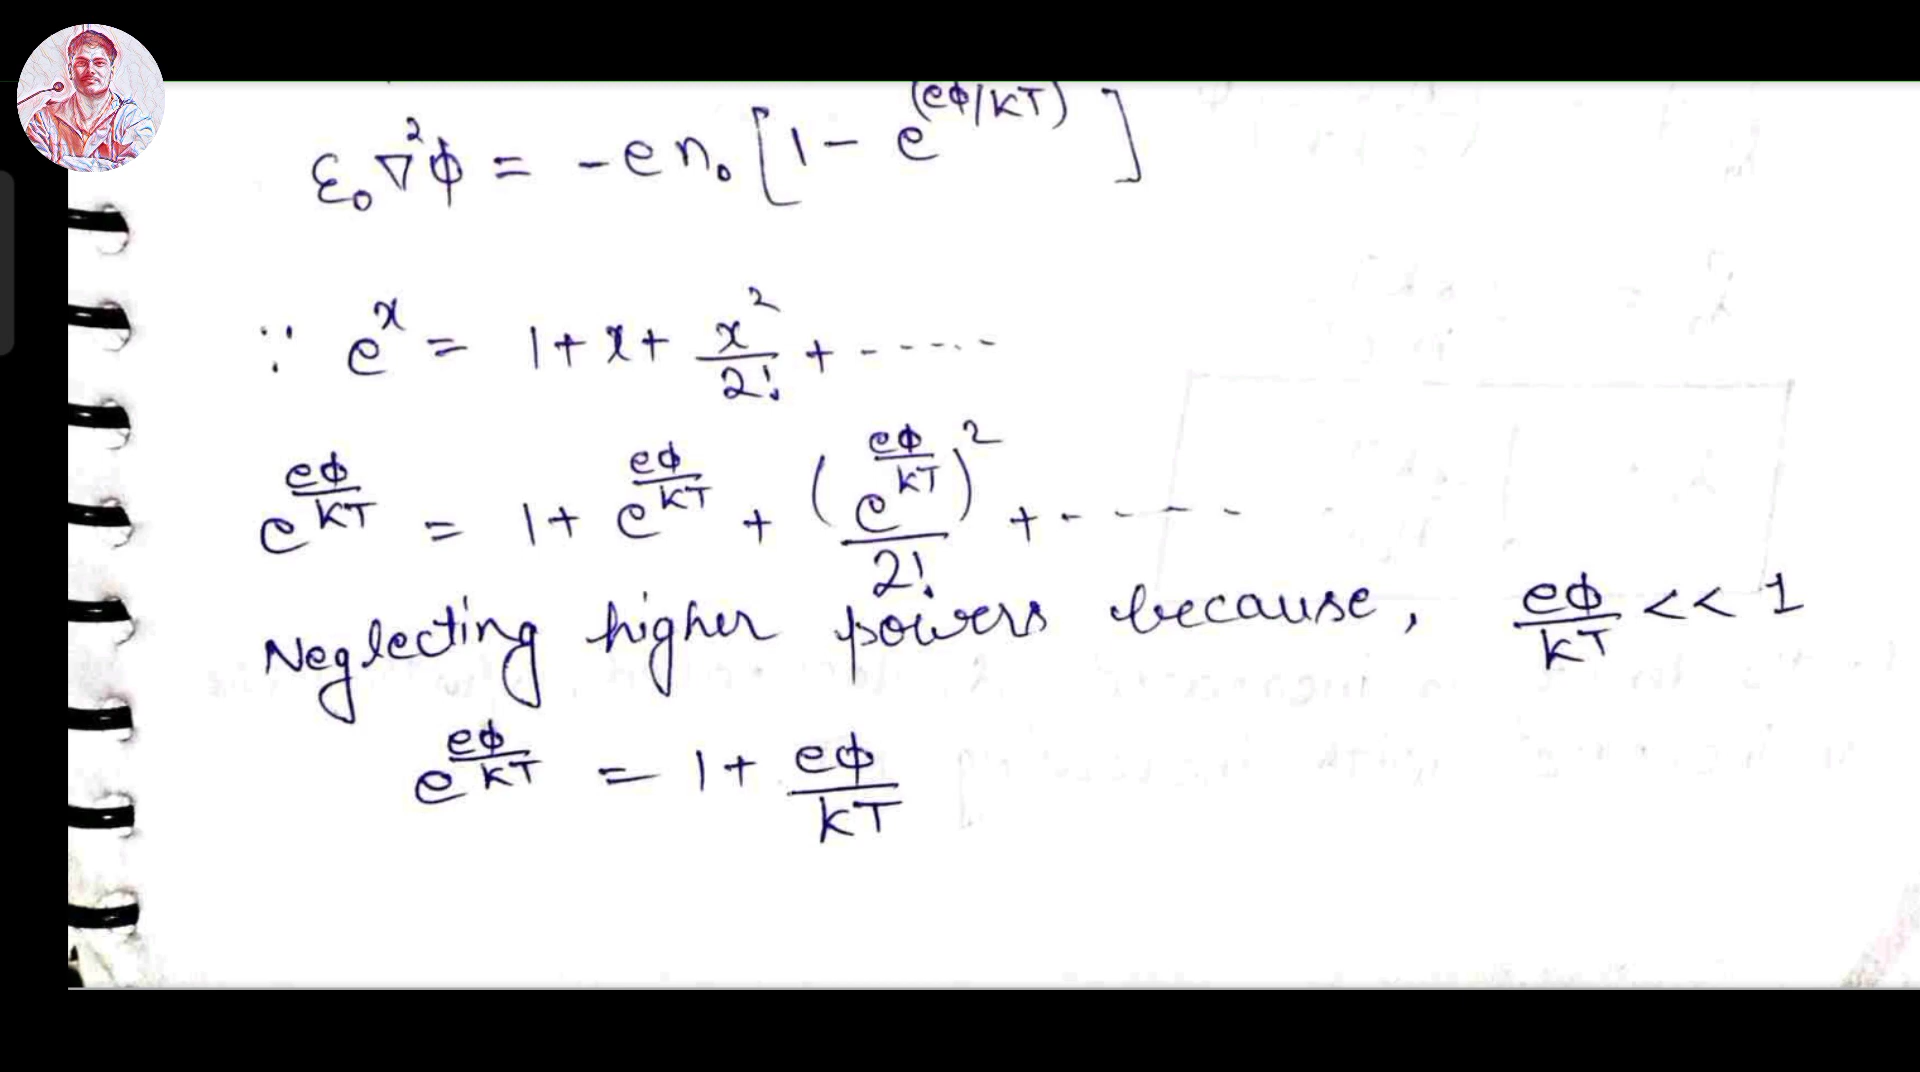 ε₀∇²ϕ = -en₀[1 - e^(eϕ/KT)]
∵ e^x = 1 + x + x²/2! + -----
e^(eϕ/KT) = 1 + e^(eϕ/KT) + (e^(eϕ/KT))²/2! + -----
Neglecting higher powers because, eϕ/KT << 1
e^(eϕ/KT) = 1 + eϕ/KT